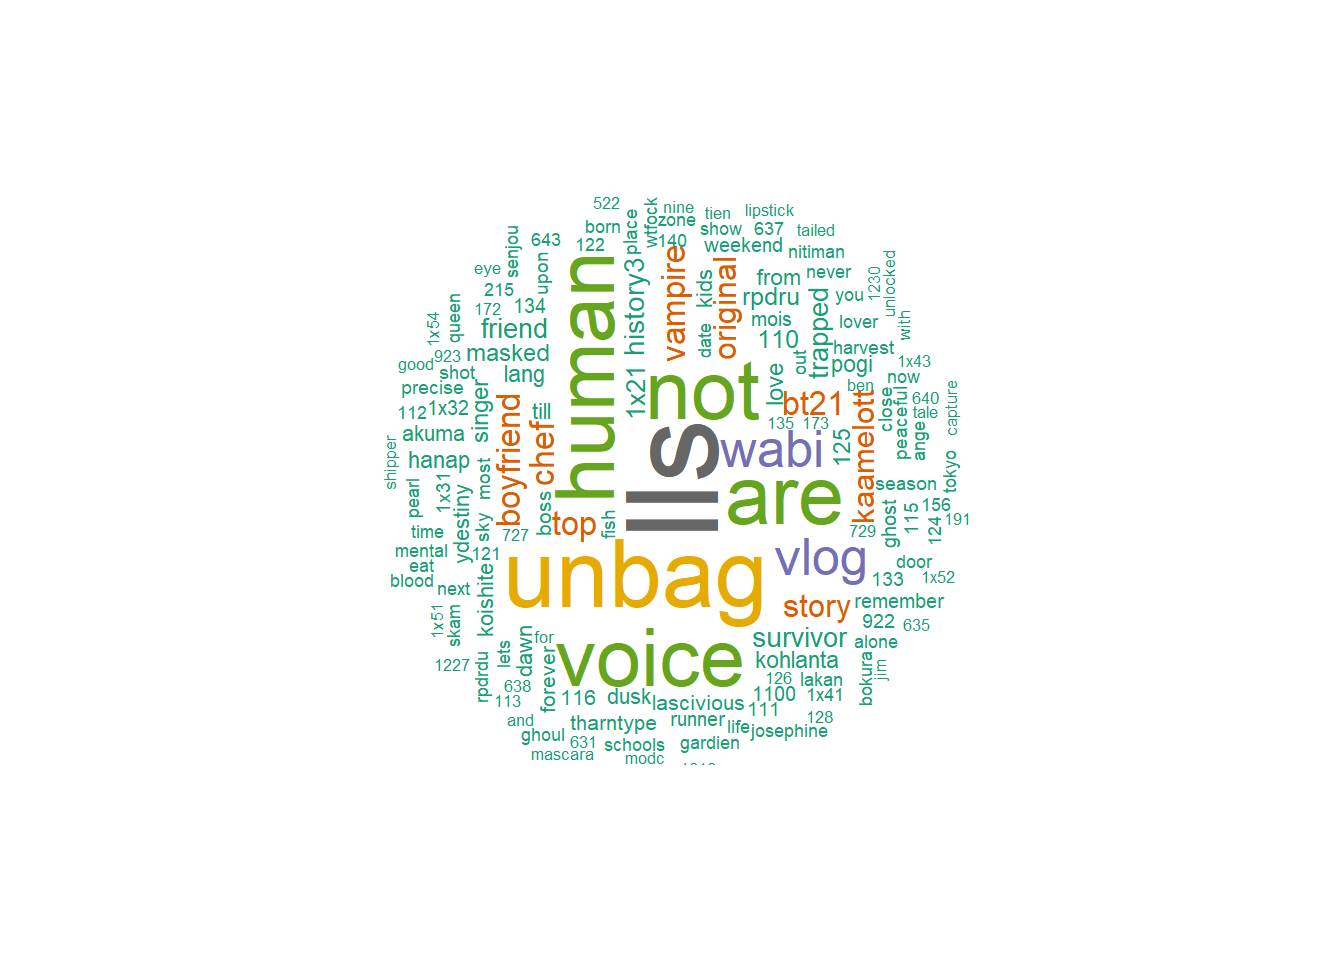 522
nine
tien
lipstick
born
place
wtfock
zone
show
637
tailed
senjou
643
122
140
weekend
nitiman
eye
upon
human
history3
vampire
original
kids
from
never
1230
unlocked
215
172
134
rpdru
you
1x54
queen
friend
date
mois
trapped
lover
with
good
923
masked
110
out
harvest
1x43
shot
lang
1x21
not
love
pogi
now
precise
singer
boyfriend
chef
till
bt21
ben
kaamelott
close
peaceful
640
tale
capture
112
1x32
135
173
ange
akuma
lls
wabi
125
shipper
hanap
most
tokyo
pearl
1x31
are
season
ydestiny
sky
boss
fish
ghost
115
156
time
727
top
729
124
191
mental
121
unbag
vlog
door
eat
blood
next
koishite
133
1x52
1x51
skam
story
remember
922
635
lets
dawn
for
voice
survivor
alone
1227
rpdrdu
forever
kohlanta
bokura
jim
638
126
lakan
113
116
dusk
lascivious
1100
1x41
and
tharntype
runner
life
111
128
josephine
ghoul
631
schools
gardien
mascara
modc